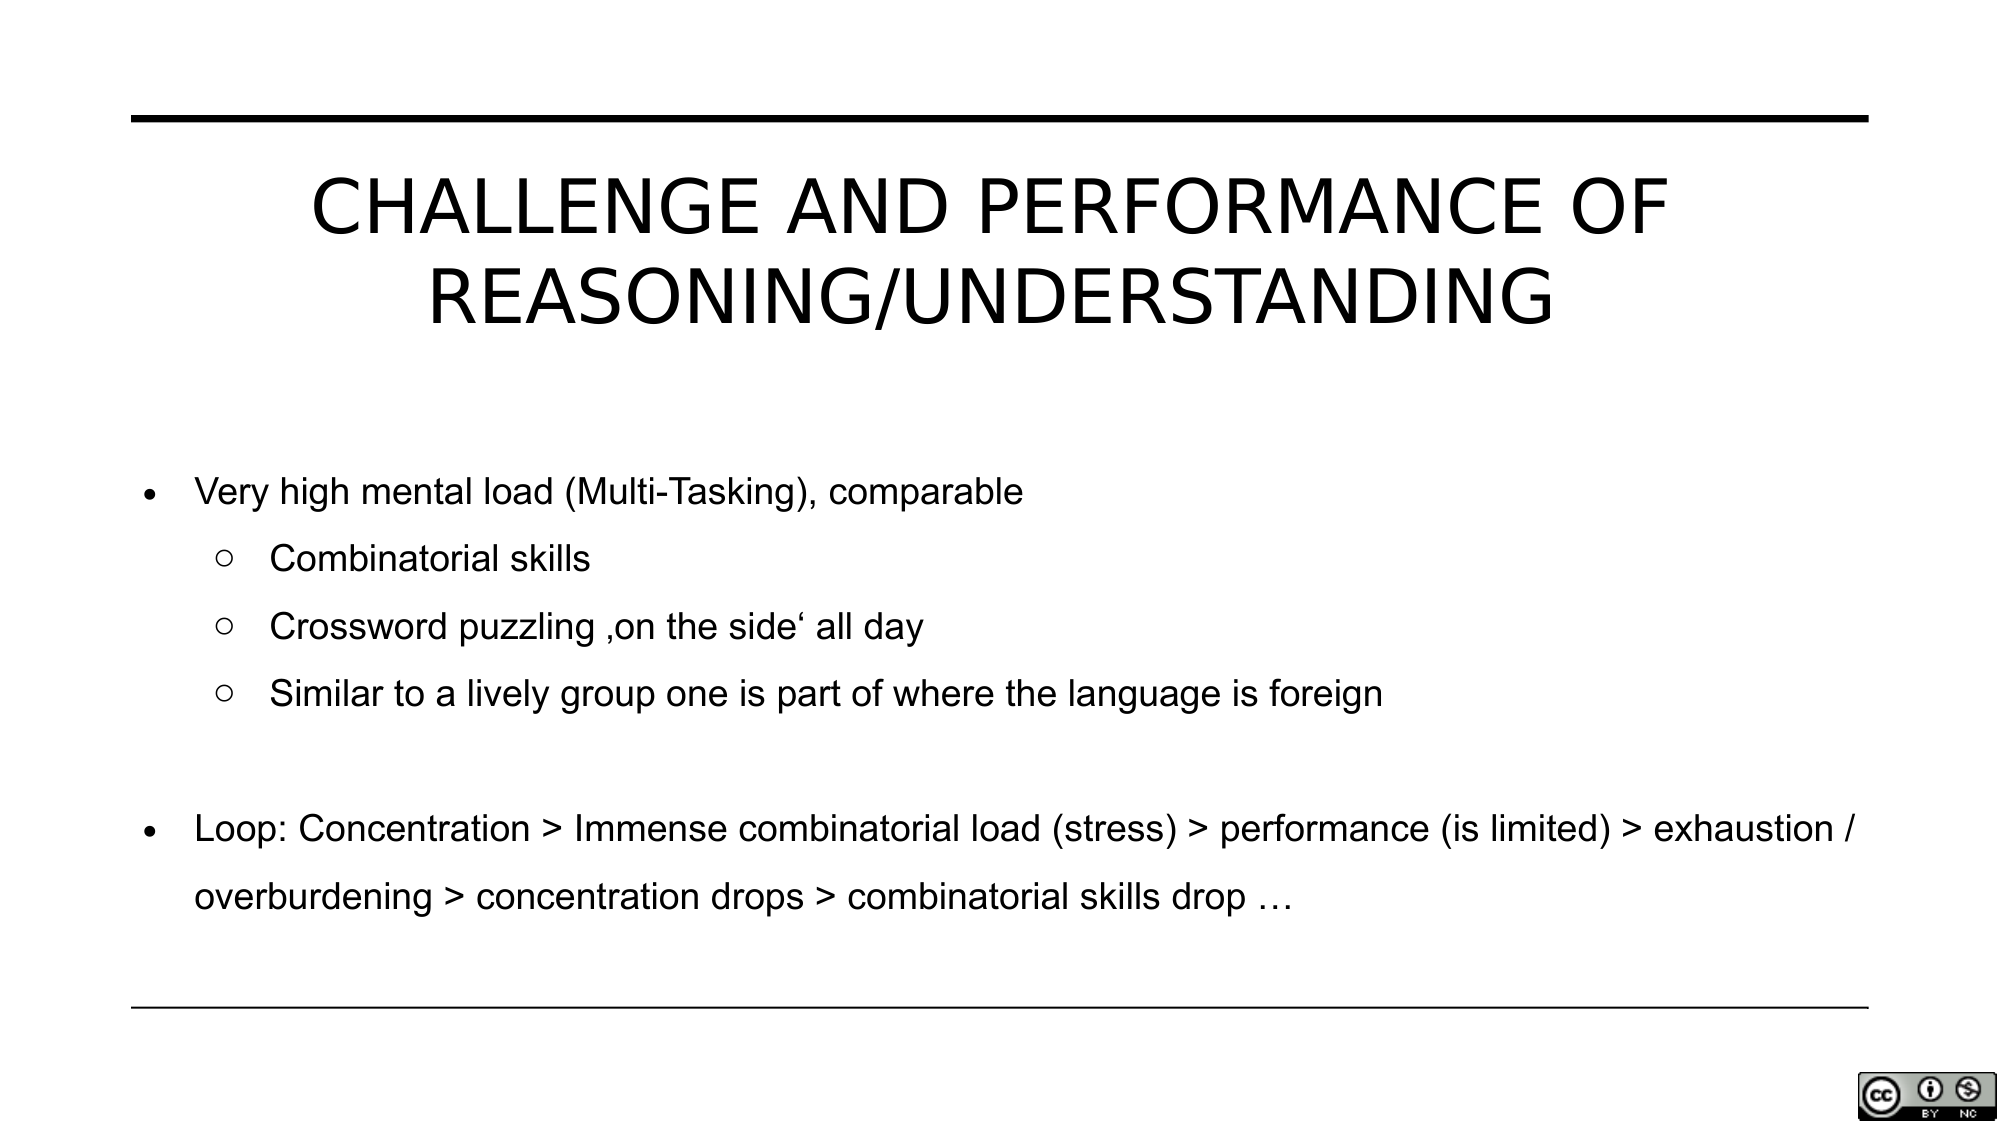 CHALLENGE AND PERFORMANCE OF
REASONING/UNDERSTANDING
• Very high mental load (Multi-Tasking), comparable
○ Combinatorial skills
○ Crossword puzzling ‚on the side‘ all day
○ Similar to a lively group one is part of where the language is foreign
• Loop: Concentration > Immense combinatorial load (stress) > performance (is limited) > exhaustion /
overburdening > concentration drops > combinatorial skills drop …
cc
BY NC